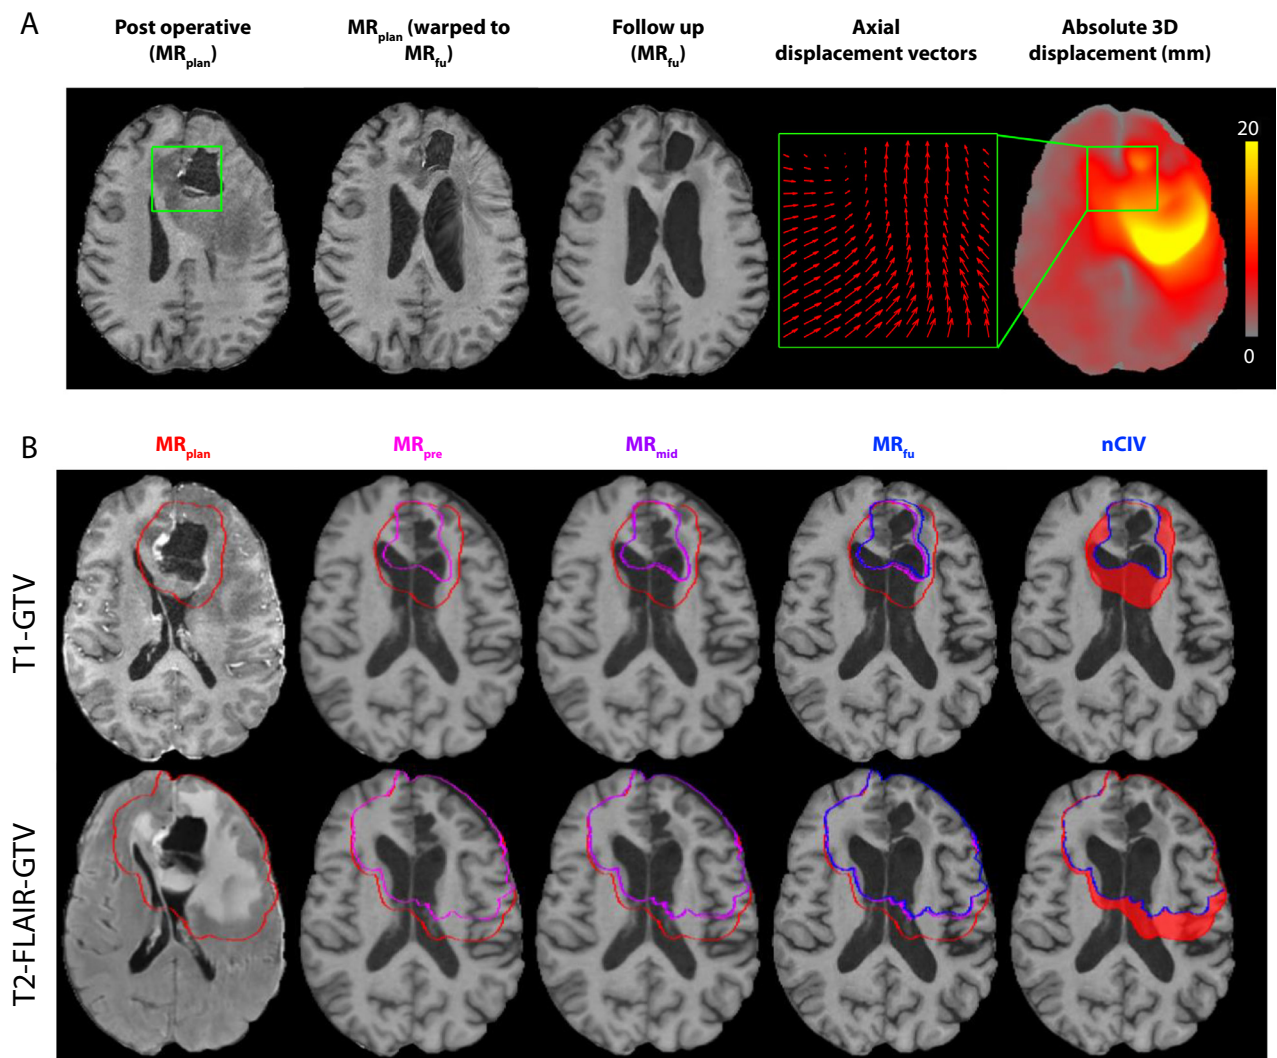 A
Post operative
(MRplan)
MRplan (warped to
MRfu)
Follow up
(MRfu)
Axial
displacement vectors
Absolute 3D
displacement (mm)
20
0
B
MRplan
MRpre
MRmid
MRfu
nCIV
T1-GTV
T2-FLAIR-GTV